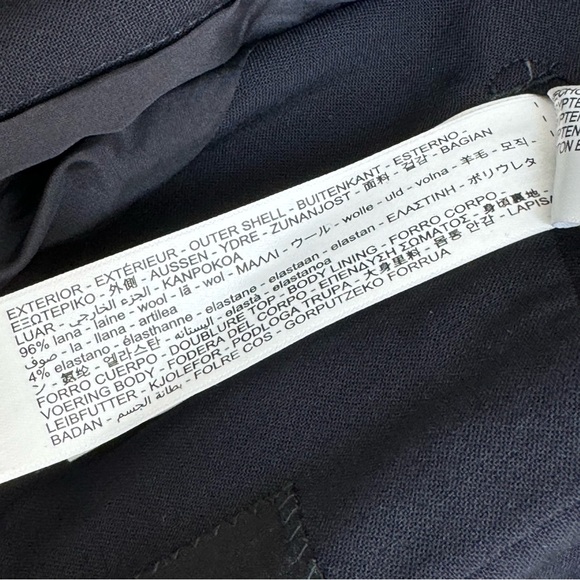 EXTERIOR - EXTÉRIEUR - OUTER SHELL - BUITENKANT - ESTERNO -
ΕΞΩΤΕΡΙΚΟ - 外側 - AUSSEN, YDRE - ZUNANJOST - 面料 - 겉감 - BAGIAN
LUAR - الجزء الخارجي - KANPOKOA
96% lana - laine - wool - lã - wol - ΜΑΛΛΙ - ウール - wolle - uld - volna - 羊毛 - 모직 -
صوف - la - llana - artilea
4% elastano - élasthanne - elastane - elastaan - elastan - ΕΛΑΣΤΙΝΗ - ポリウレタ
ン - 氨纶 - 엘라스탄 - البستانه - elastà - elastanoa
FORRO CUERPO - DOUBLURE TOP - BODY LINING - FORRO CORPO -
VOERING BODY - FODERA DEL CORPO - ΕΠΕΝΔΥΣΗ ΣΩΜΑΤΟΣ - 身頃裏地 -
LEIBFUTTER - KJOLEFOR - PODLOGA TRUPA - 大身里料 - 몸통 안감 - LAPISA
BADAN - بطانة الجسم - FOLRE COS - GORPUTZEKO FORRUA